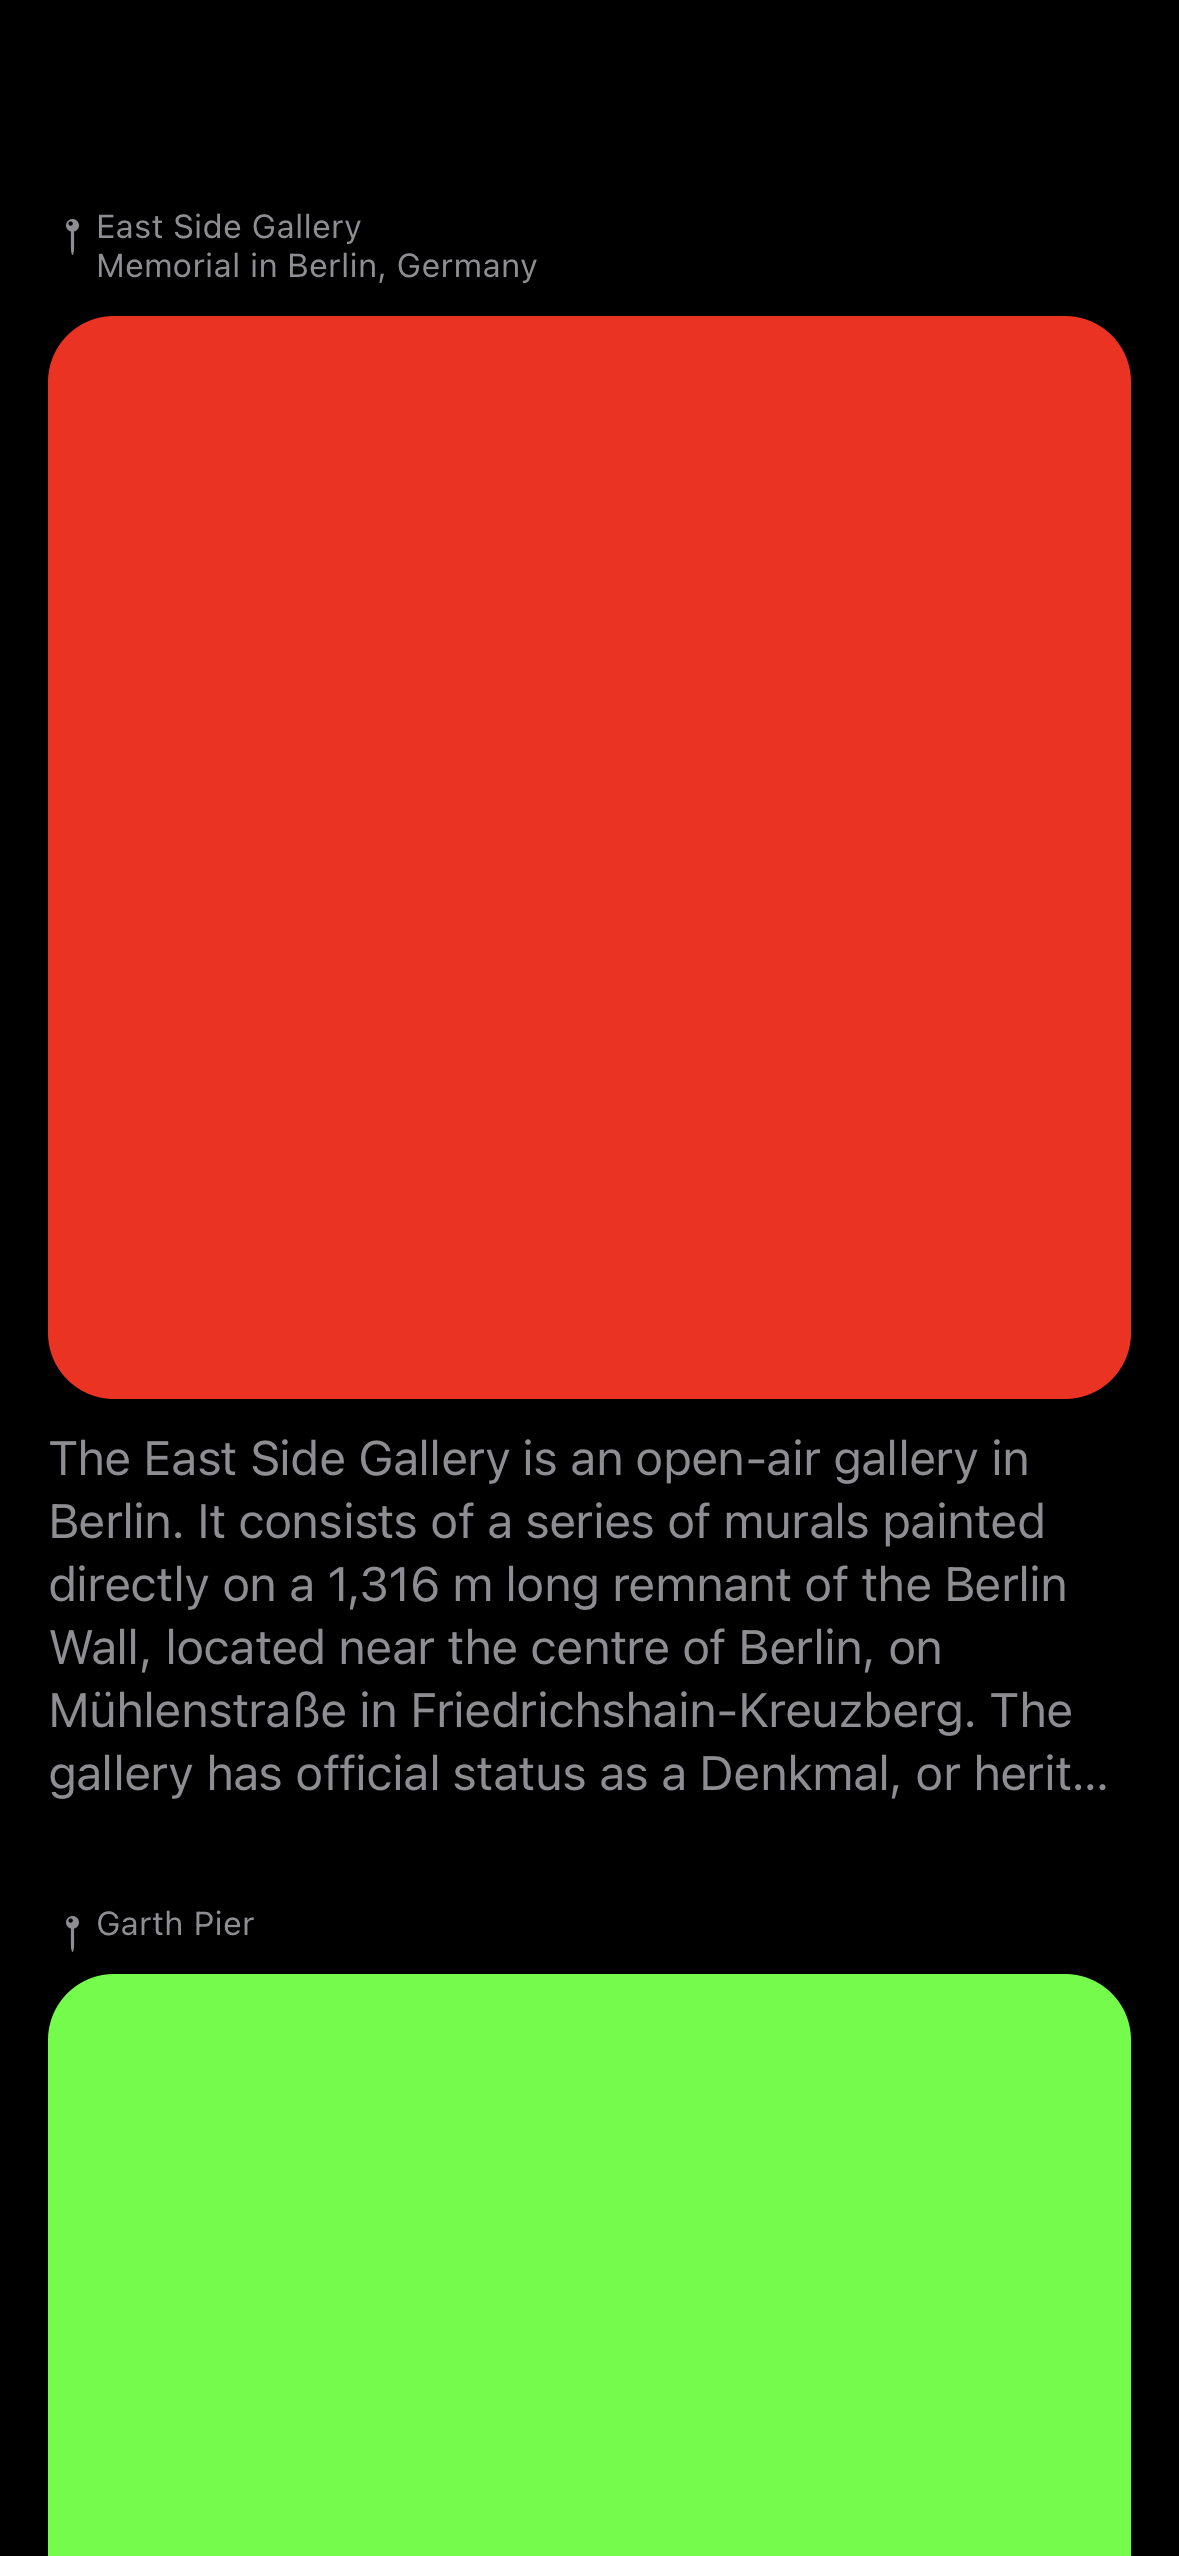 East Side Gallery
Memorial in Berlin, Germany
The East Side Gallery is an open-air gallery in
Berlin. It consists of a series of murals painted
directly on a 1,316 m long remnant of the Berlin
Wall, located near the centre of Berlin, on
Mühlenstraße in Friedrichshain-Kreuzberg. The
gallery has official status as a Denkmal, or herit...
Garth Pier